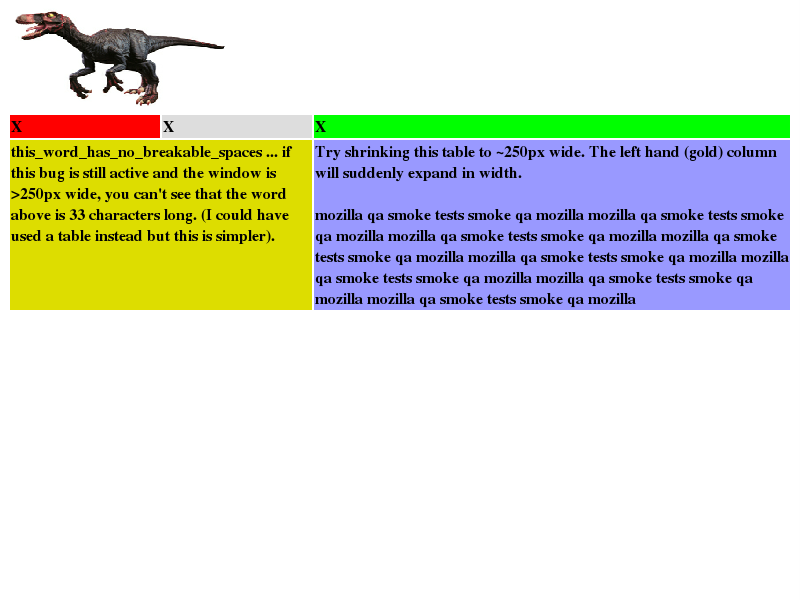 X
X
X
this_word_has_no_breakable_spaces ... if
this bug is still active and the window is
>250px wide, you can't see that the word
above is 33 characters long. (I could have
used a table instead but this is simpler).
Try shrinking this table to ~250px wide. The left hand (gold) column
will suddenly expand in width.
mozilla qa smoke tests smoke qa mozilla mozilla qa smoke tests smoke
qa mozilla mozilla qa smoke tests smoke qa mozilla mozilla qa smoke
tests smoke qa mozilla mozilla qa smoke tests smoke qa mozilla mozilla
qa smoke tests smoke qa mozilla mozilla qa smoke tests smoke qa
mozilla mozilla qa smoke tests smoke qa mozilla